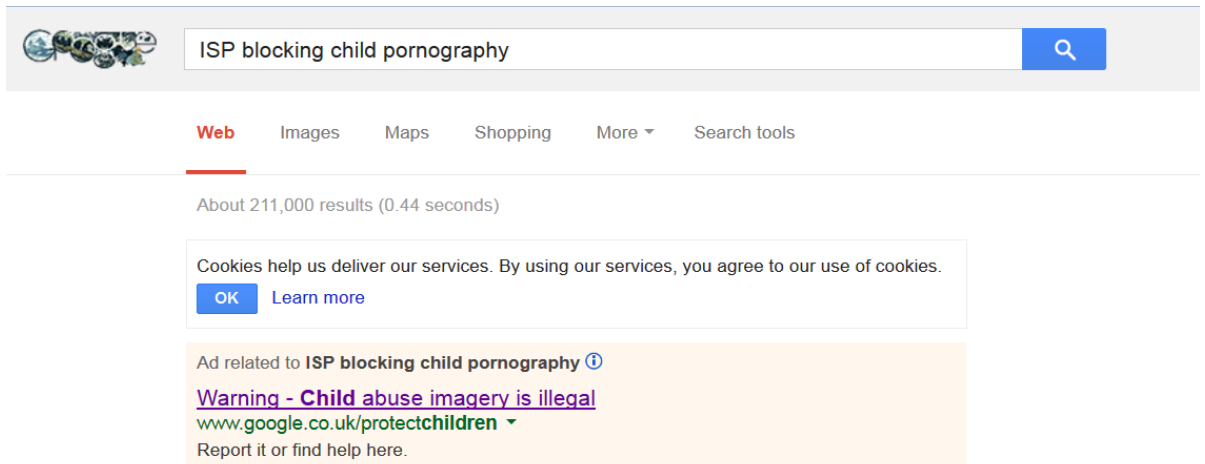 ISP blocking child pornography
Web Images Maps Shopping More Search tools
About 211,000 results (0.44 seconds)
Cookies help us deliver our services. By using our services, you agree to our use of cookies.
OK Learn more
Ad related to ISP blocking child pornography
Warning - Child abuse imagery is illegal
www.google.co.uk/protectchildren
Report it or find help here.